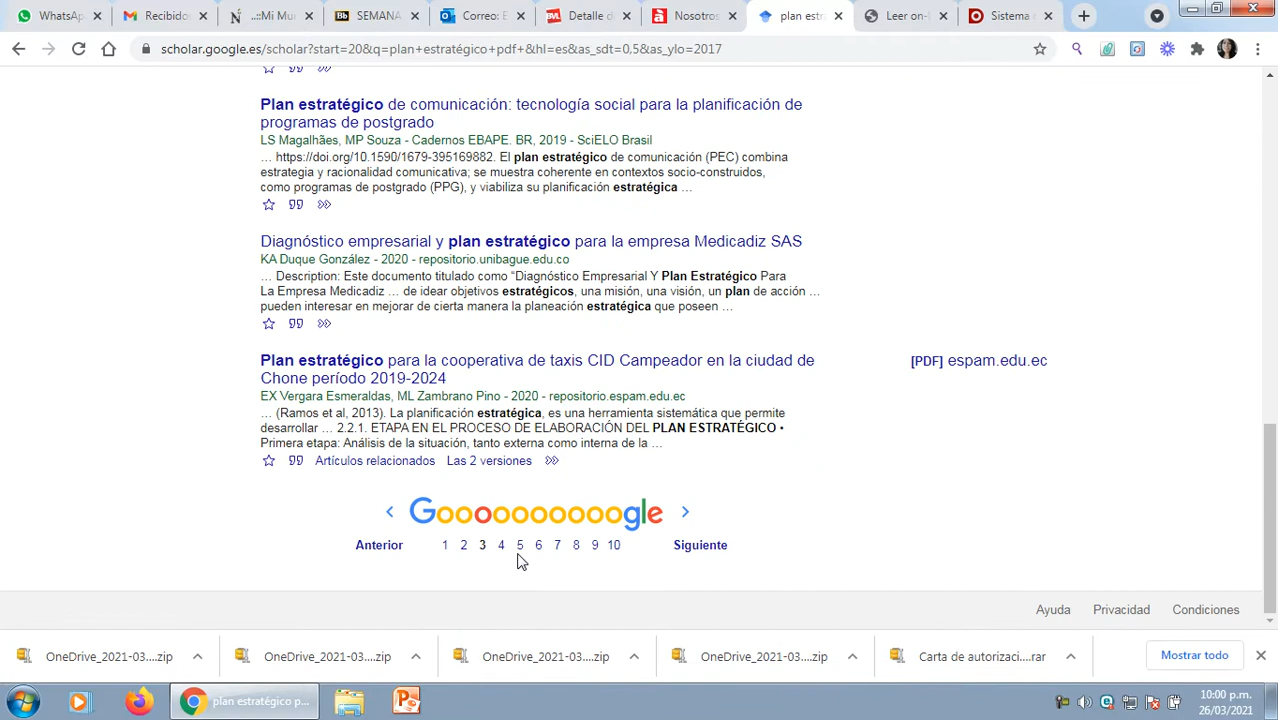 WhatsAp
Recibido
.::Mi Mu
SEMANA
Correo: E
Detalle d
Nosotros
plan estr
Leer on-l
Sistema d
scholar.google.es/scholar?start=20&q=plan+estratégico+pdf+&hl=es&as_sdt=0,5&as_ylo=2017
Plan estratégico de comunicación: tecnología social para la planificación de
programas de postgrado
LS Magalhães, MP Souza - Cadernos EBAPE. BR, 2019 - SciELO Brasil
... https://doi.org/10.1590/1679-395169882. El plan estratégico de comunicación (PEC) combina
estrategia y racionalidad comunicativa; se muestra coherente en contextos socio-construidos,
como programas de postgrado (PPG), y viabiliza su planificación estratégica ...
Diagnóstico empresarial y plan estratégico para la empresa Medicadiz SAS
KA Duque González - 2020 - repositorio.unibague.edu.co
... Description: Este documento titulado como “Diagnóstico Empresarial Y Plan Estratégico Para
La Empresa Medicadiz ... de idear objetivos estratégicos, una misión, una visión, un plan de acción ...
pueden interesar en mejorar de cierta manera la planeación estratégica que poseen ...
Plan estratégico para la cooperativa de taxis CID Campeador en la ciudad de
Chone período 2019-2024
[PDF] espam.edu.ec
EX Vergara Esmeraldas, ML Zambrano Pino - 2020 - repositorio.espam.edu.ec
... (Ramos et al, 2013). La planificación estratégica, es una herramienta sistemática que permite
desarrollar ... 2.2.1. ETAPA EN EL PROCESO DE ELABORACIÓN DEL PLAN ESTRATÉGICO •
Primera etapa: Análisis de la situación, tanto externa como interna de la ...
Artículos relacionados Las 2 versiones
Gooooooooogle
Anterior 1 2 3 4 5 6 7 8 9 10 Siguiente
Ayuda Privacidad Condiciones
OneDrive_2021-03....zip
OneDrive_2021-03....zip
OneDrive_2021-03....zip
OneDrive_2021-03....zip
Carta de autorizaci....rar
Mostrar todo
plan estratégico p...
10:00 p.m.
26/03/2021